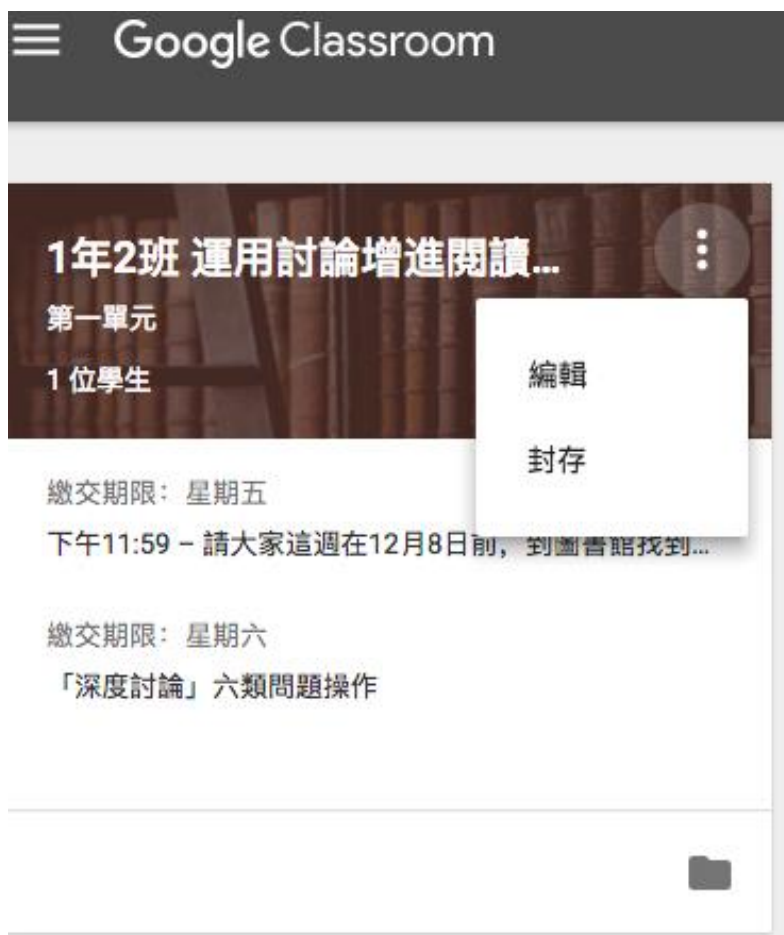 Google Classroom
1年2班 運用討論增進閱讀...
第一單元
1 位學生
編輯
封存
繳交期限：星期五
下午11:59 – 請大家這週在12月8日前，到圖書館找到...
繳交期限：星期六
「深度討論」六類問題操作